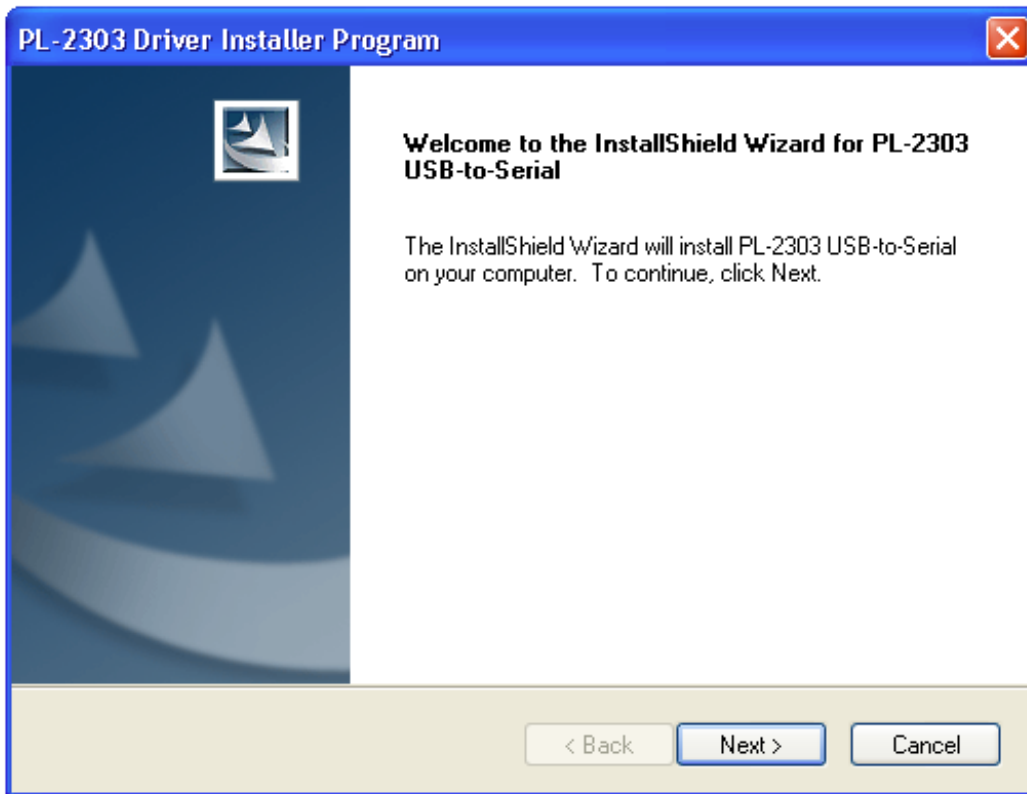 PL-2303 Driver Installer Program
Welcome to the InstallShield Wizard for PL-2303
USB-to-Serial
The InstallShield Wizard will install PL-2303 USB-to-Serial
on your computer.  To continue, click Next.
< Back
Next >
Cancel